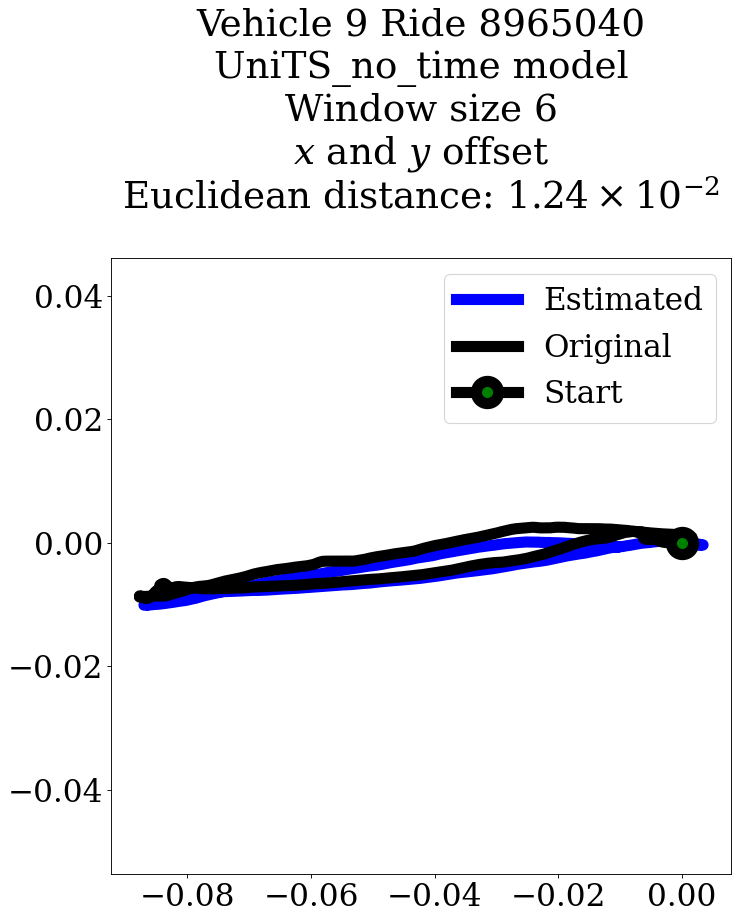 Vehicle 9 Ride 8965040
UniTS_no_time model
Window size 6
x and y offset
Euclidean distance: 1.24 × 10⁻²
Estimated
Original
Start
0.04
0.02
0.00
−0.02
−0.04
−0.08 −0.06 −0.04 −0.02 0.00